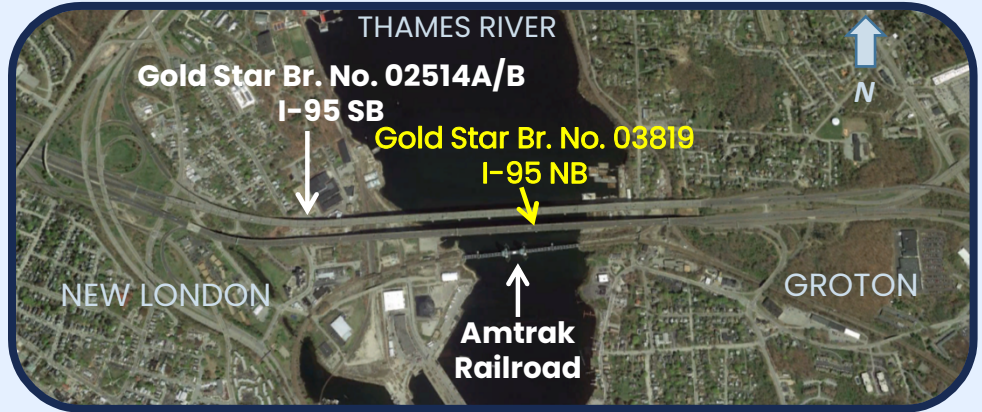 THAMES RIVER
Gold Star Br. No. 02514A/B
I-95 SB
N
Gold Star Br. No. 03819
I-95 NB
NEW LONDON
GROTON
Amtrak
Railroad